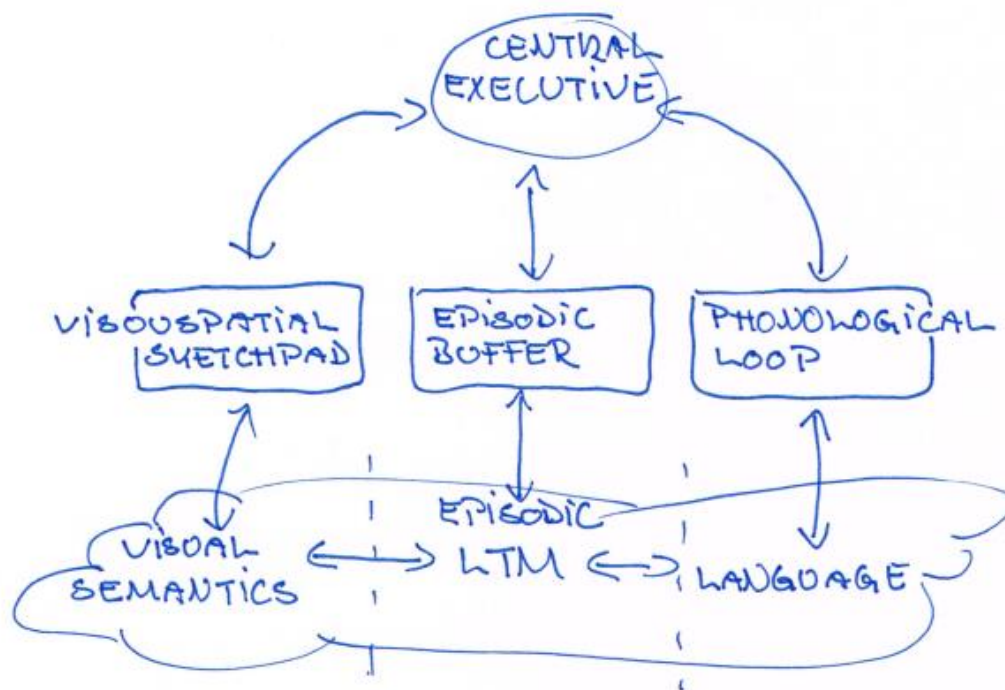 CENTRAL
EXECUTIVE
VISOUSPATIAL
SKETCHPAD
EPISODIC
BUFFER
PHONOLOGICAL
LOOP
VISUAL
SEMANTICS
EPISODIC
LTM
LANGUAGE